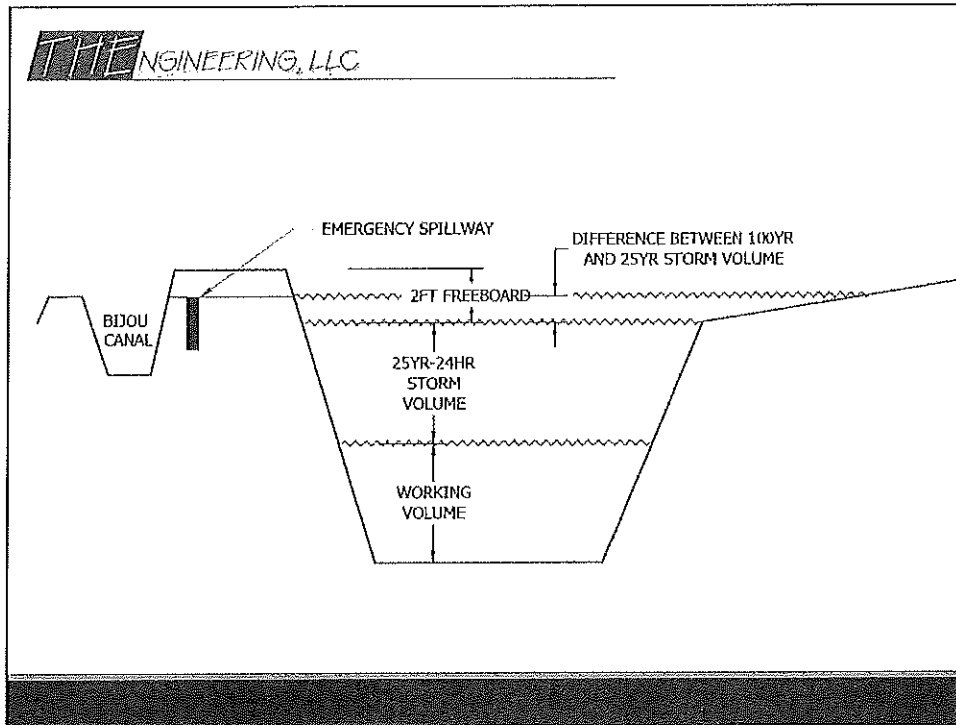 THENGINEERING, LLC
EMERGENCY SPILLWAY
DIFFERENCE BETWEEN 100YR
AND 25YR STORM VOLUME
2FT FREEBOARD
BIJOU
CANAL
25YR-24HR
STORM
VOLUME
WORKING
VOLUME